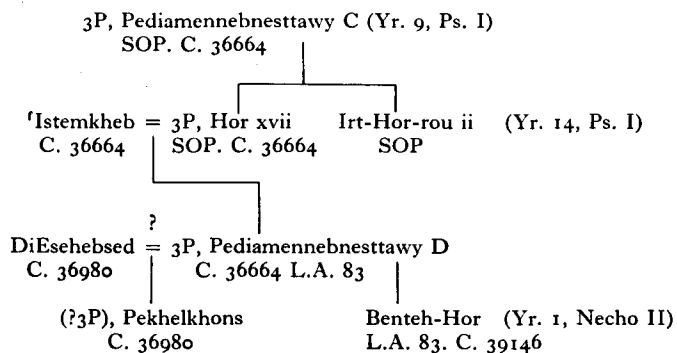 3P, Pediamennebnesttawy C (Yr. 9, Ps. I)
SOP. C. 36664
'Istemkheb = 3P, Hor xvii Irt-Hor-rou ii (Yr. 14, Ps. I)
C. 36664 SOP. C. 36664 SOP
?
DiEsehebsed = 3P, Pediamennebnesttawy D
C. 36980 C. 36664 L.A. 83
(?3P), Pekhelkhons Benteh-Hor (Yr. 1, Necho II)
C. 36980 L.A. 83. C. 39146